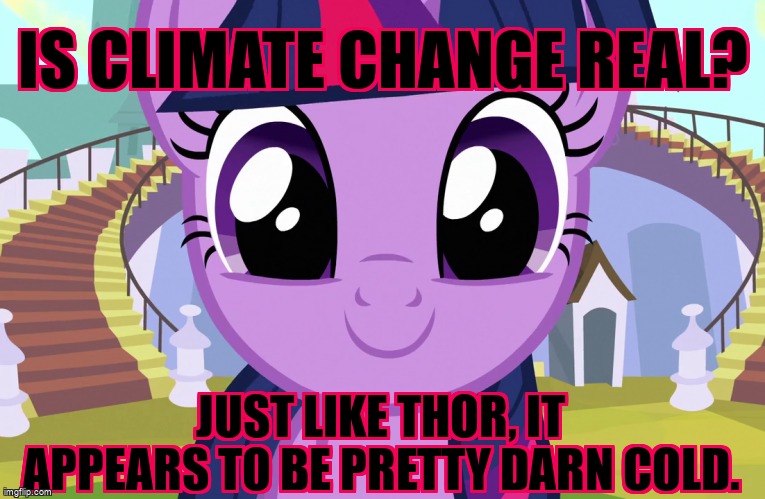 IS CLIMATE CHANGE REAL?
JUST LIKE THOR, IT
APPEARS TO BE PRETTY DARN COLD.
imgflip.com